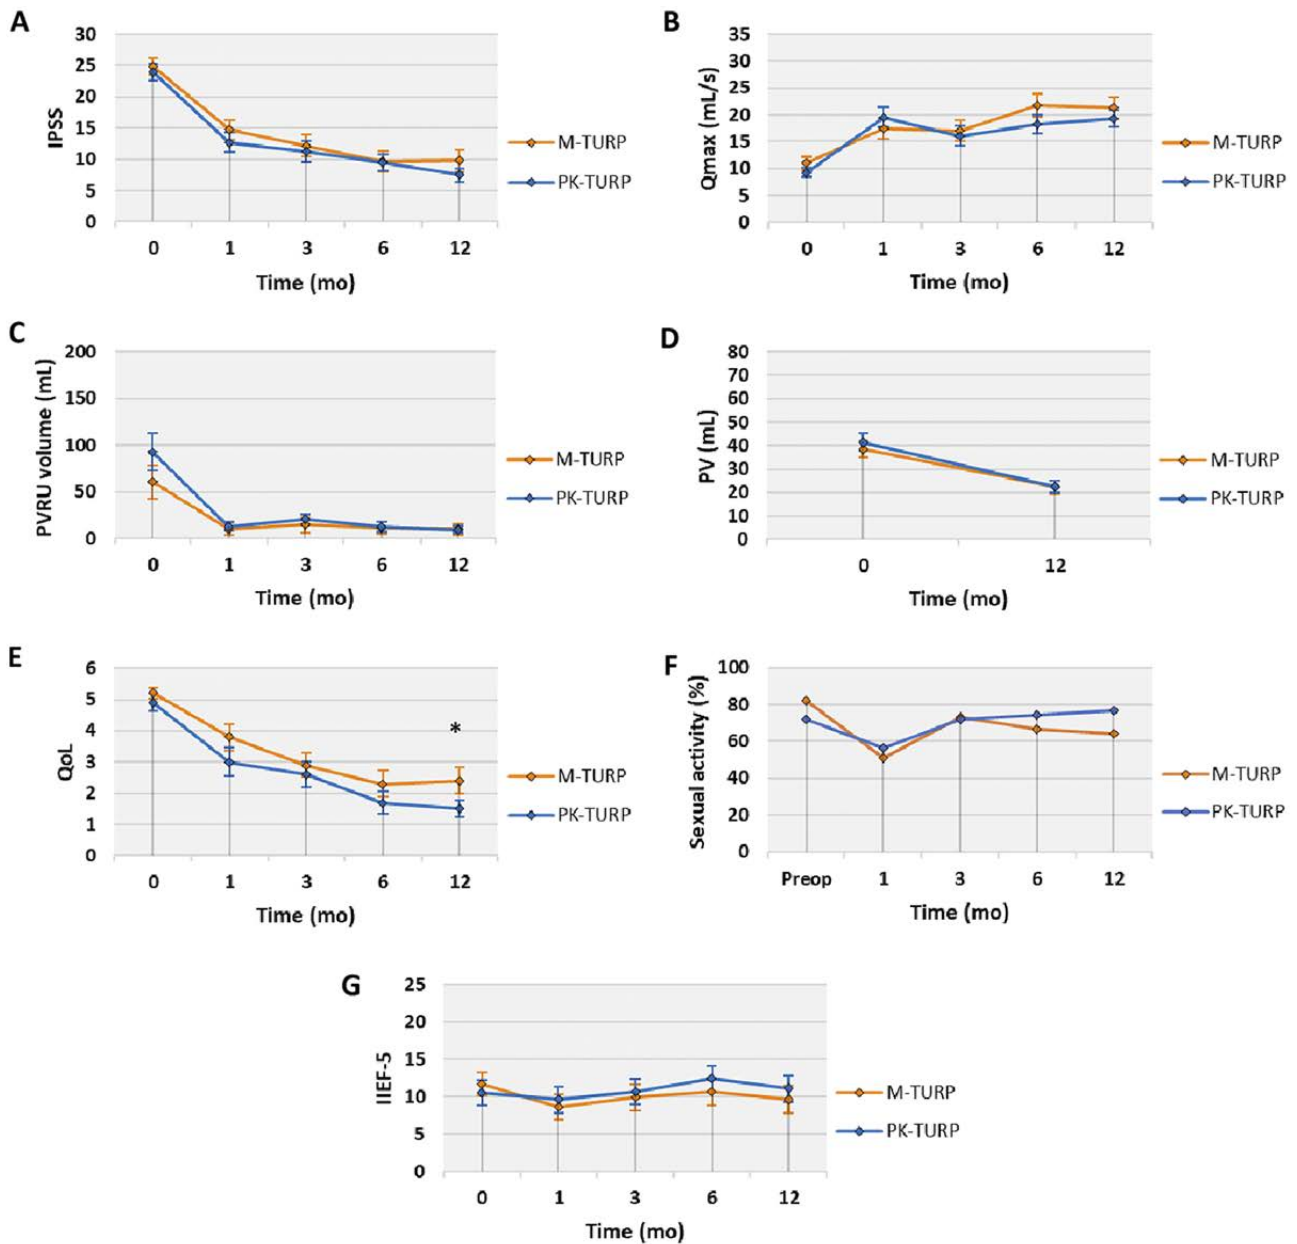 A
IPSS
30
25
20
15
10
5
0
0 1 3 6 12
Time (mo)
M-TURP
PK-TURP
B
Qmax (mL/s)
35
30
25
20
15
10
5
0
0 1 3 6 12
Time (mo)
M-TURP
PK-TURP
C
PVRU volume (mL)
200
150
100
50
0
0 1 3 6 12
Time (mo)
M-TURP
PK-TURP
D
PV (mL)
80
70
60
50
40
30
20
10
0
0 12
Time (mo)
M-TURP
PK-TURP
E
QoL
6
5
4
3
2
1
0
*
0 1 3 6 12
Time (mo)
M-TURP
PK-TURP
F
Sexual activity (%)
100
80
60
40
20
0
Preop 1 3 6 12
Time (mo)
M-TURP
PK-TURP
G
IIEF-5
25
20
15
10
5
0
0 1 3 6 12
Time (mo)
M-TURP
PK-TURP